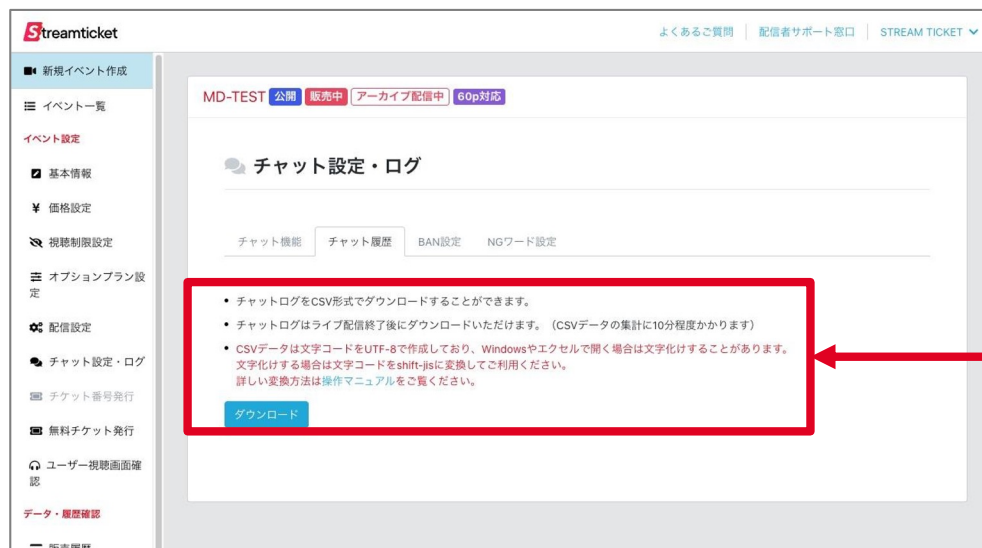 Streamticket
よくあるご質問
配信者サポート窓口
STREAM TICKET
新規イベント作成
イベント一覧
イベント設定
基本情報
¥ 価格設定
視聴制限設定
オプションプラン設
定
配信設定
チャット設定・ログ
チケット番号発行
無料チケット発行
ユーザー視聴画面確
認
データ・履歴確認
販売履歴
MD-TEST 公開 販売中 アーカイブ配信中 60p対応
チャット設定・ログ
チャット機能 チャット履歴 BAN設定 NGワード設定
• チャットログをCSV形式でダウンロードすることができます。
• チャットログはライブ配信終了後にダウンロードいただけます。（CSVデータの集計に10分程度かかります）
• CSVデータは文字コードをUTF-8で作成しており、Windowsやエクセルで開く場合は文字化けすることがあります。
文字化けする場合は文字コードをshift-jisに変換してご利用ください。
詳しい変換方法は操作マニュアルをご覧ください。
ダウンロード